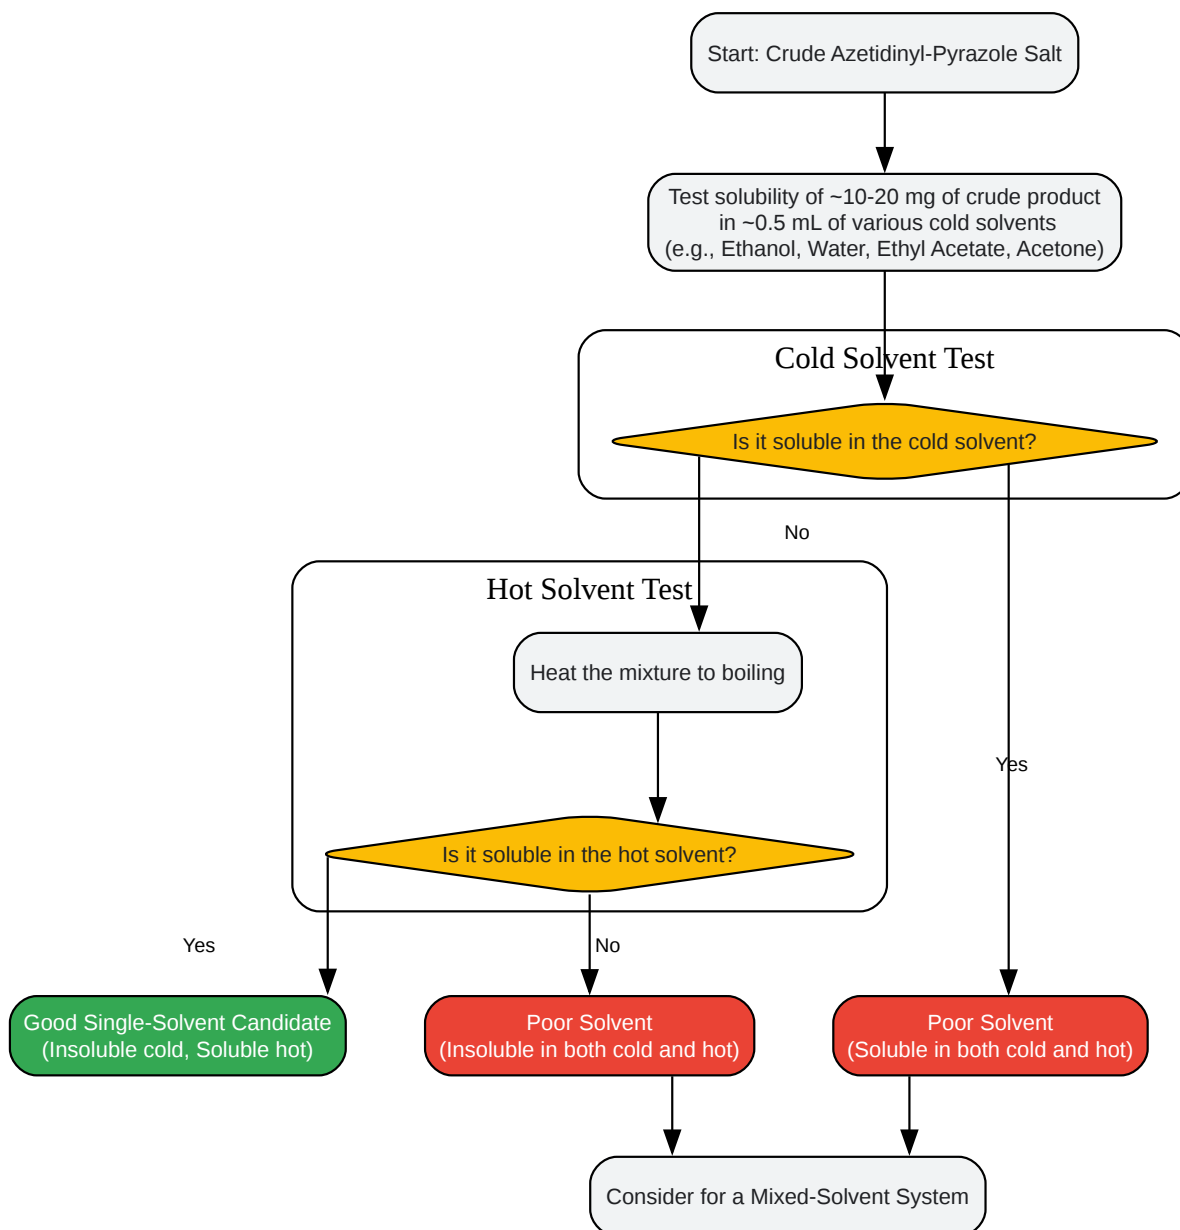 Start: Crude Azetidinyl-Pyrazole Salt
Test solubility of ~10-20 mg of crude product
in ~0.5 mL of various cold solvents
(e.g., Ethanol, Water, Ethyl Acetate, Acetone)
Cold Solvent Test
Is it soluble in the cold solvent?
No
Hot Solvent Test
Heat the mixture to boiling
Yes
Is it soluble in the hot solvent?
Yes
No
Good Single-Solvent Candidate
(Insoluble cold, Soluble hot)
Poor Solvent
(Insoluble in both cold and hot)
Poor Solvent
(Soluble in both cold and hot)
Consider for a Mixed-Solvent System